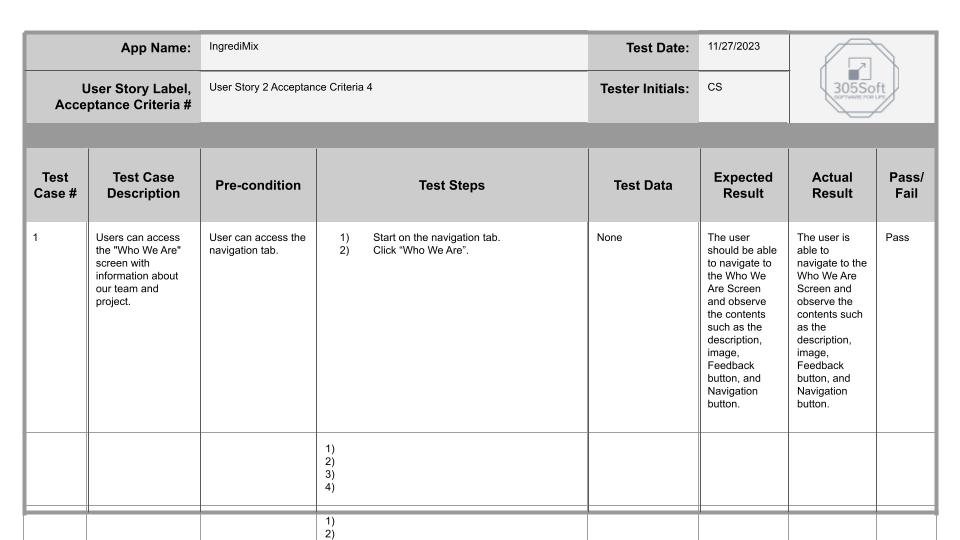 App Name:
IngrediMix
Test Date:
11/27/2023
305Soft
SOFTWARE FOR LIFE
User Story Label,
Acceptance Criteria #
User Story 2 Acceptance Criteria 4
Tester Initials:
CS
Test
Case #
Test Case
Description
Pre-condition
Test Steps
Test Data
Expected
Result
Actual
Result
Pass/
Fail
1
Users can access
the "Who We Are"
screen with
information about
our team and
project.
User can access the
navigation tab.
1) Start on the navigation tab.
2) Click “Who We Are”.
None
The user
should be able
to navigate to
the Who We
Are Screen
and observe
the contents
such as the
description,
image,
Feedback
button, and
Navigation
button.
The user is
able to
navigate to the
Who We Are
Screen and
observe the
contents such
as the
description,
image,
Feedback
button, and
Navigation
button.
Pass
1)
2)
3)
4)
1)
2)